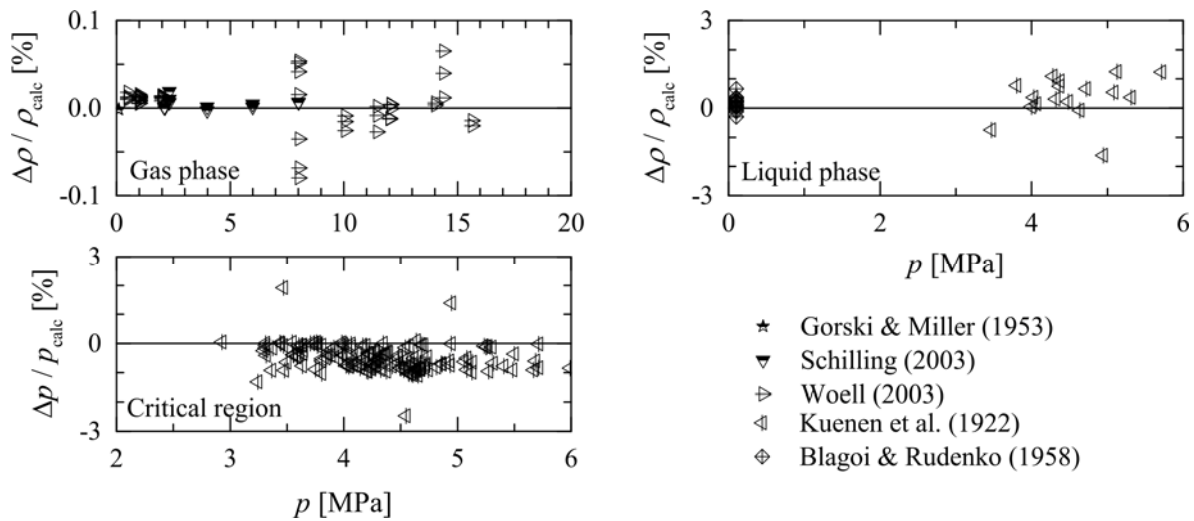 Δρ / ρcalc [%]
0.1
0.0
-0.1
Gas phase
0 5 10 15 20
Δρ / ρcalc [%]
3
0
-3
Liquid phase
0 2 4 6
p [MPa]
Δp / pcalc [%]
3
0
-3
Critical region
2 3 4 5 6
p [MPa]
Gorski & Miller (1953)
Schilling (2003)
Woell (2003)
Kuenen et al. (1922)
Blagoi & Rudenko (1958)